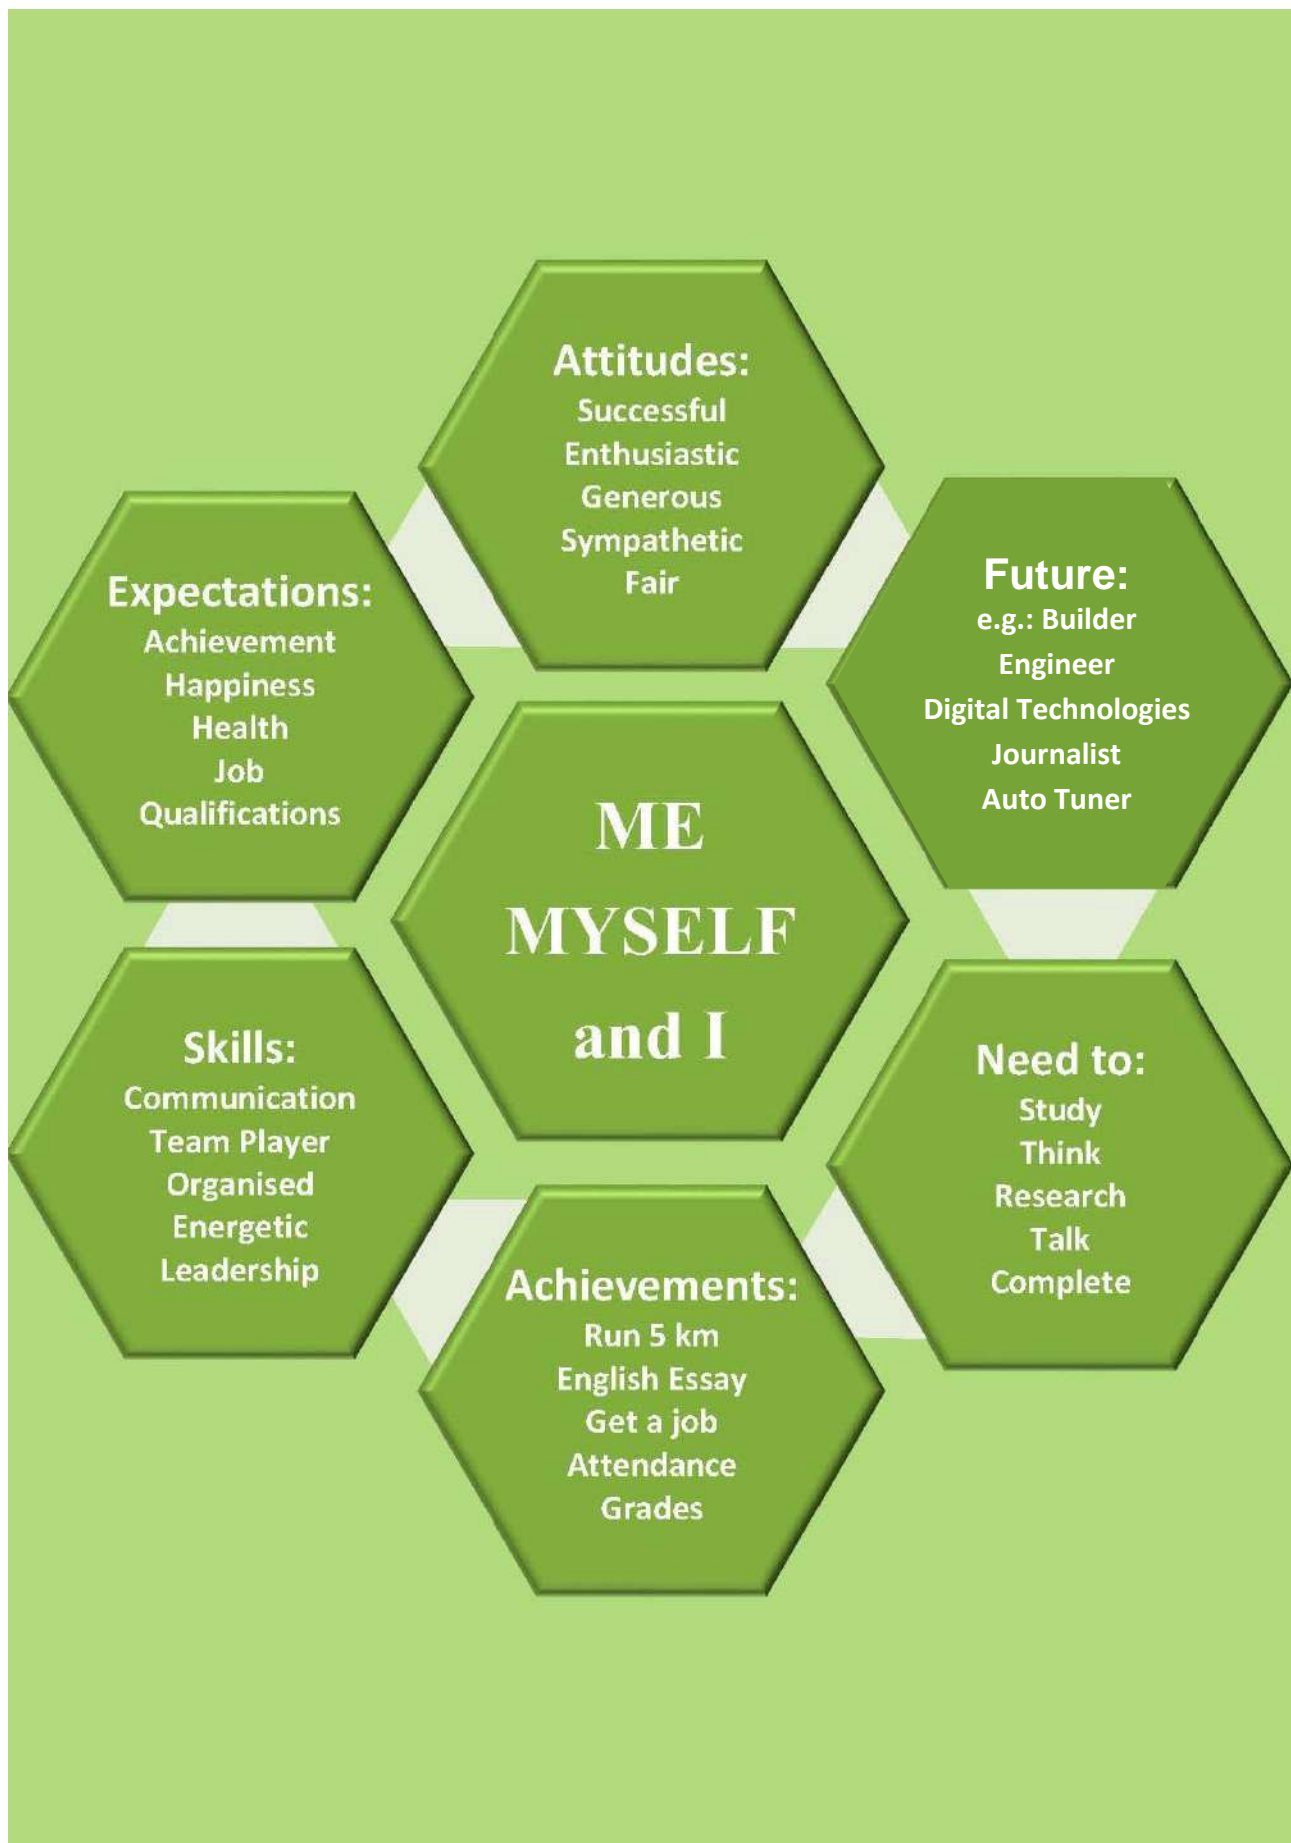 Attitudes:
Successful
Enthusiastic
Generous
Sympathetic
Fair
Future:
e.g.: Builder
Engineer
Digital Technologies
Journalist
Auto Tuner
Need to:
Study
Think
Research
Talk
Complete
Achievements:
Run 5 km
English Essay
Get a job
Attendance
Grades
Skills:
Communication
Team Player
Organised
Energetic
Leadership
Expectations:
Achievement
Happiness
Health
Job
Qualifications
ME
MYSELF
and I